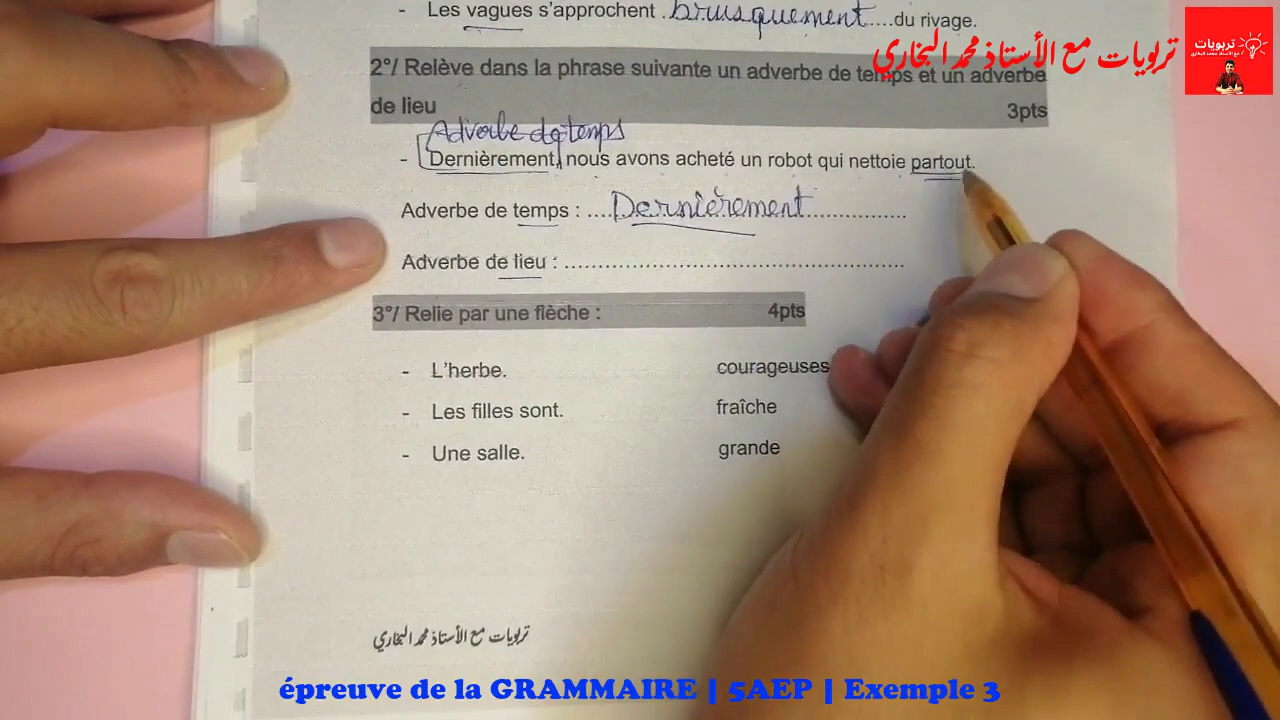 - Les vagues s'approchent .brusquement....du rivage.
تربويات مع الأستاذ محمد البخاري
تربويات
2°/ Relève dans la phrase suivante un adverbe de temps et un adverbe
de lieu 3pts
Adverbe de temps
- Dernièrement, nous avons acheté un robot qui nettoie partout.
Adverbe de temps : ....Dernièrement..................
Adverbe de lieu : ....................................................
3°/ Relie par une flèche : 4pts
- L'herbe. courageuses
- Les filles sont. fraîche
- Une salle. grande
تربويات مع الأستاذ محمد البخاري
épreuve de la GRAMMAIRE | 5AEP | Exemple 3